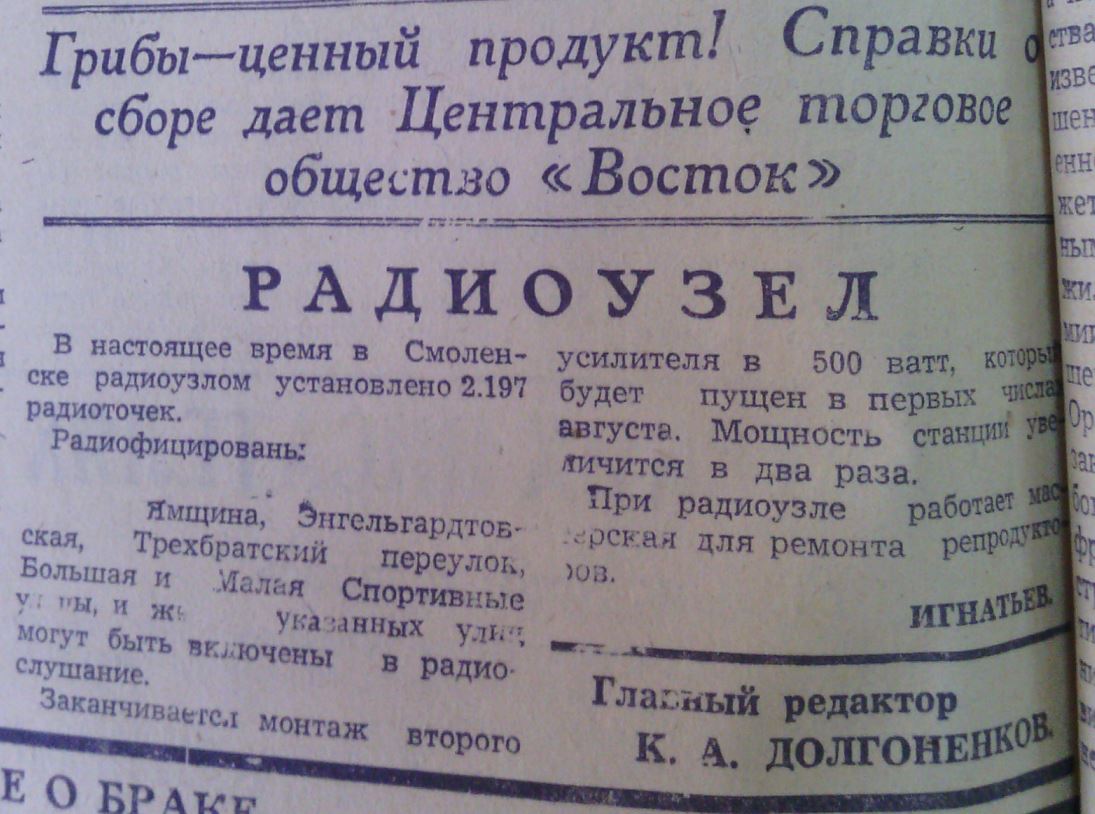 Грибы—ценный продукт! Справки о
сборе дает Центральное торговое
общество «Восток»
РАДИОУЗЕЛ
В настоящее время в Смолен-
ске радиоузлом установлено 2.197
радиоточек.
Радиофицированы:
Ямщина, Энгельгардтов-
ская, Трехбратский переулок,
Большая и Малая Спортивные
и
указанных улиц
могут быть включены в радио-
слушание.
Заканчивается монтаж второго
усилителя в 500 ватт, который
будет пущен в первых числах
августа. Мощность станции уве-
личится в два раза.
При радиоузле работает мас-
терская для ремонта репродукто-
ров.
ИГНАТЬЕВ.
Главный редактор
К. А. ДОЛГОНЕНКОВ.
Е О БРАКЕ